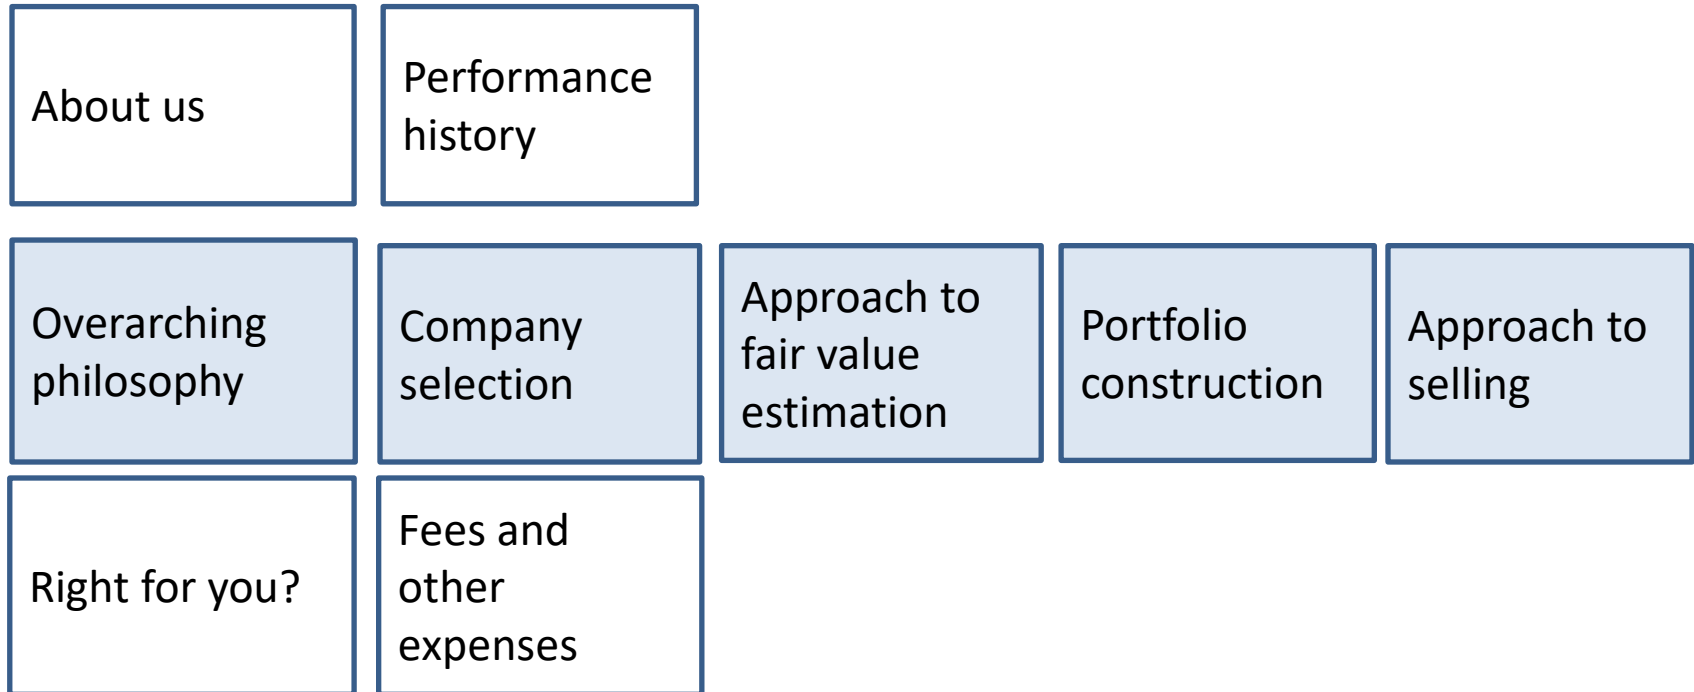 About us
Performance
history
Overarching
philosophy
Company
selection
Approach to
fair value
estimation
Portfolio
construction
Approach to
selling
Right for you?
Fees and
other
expenses